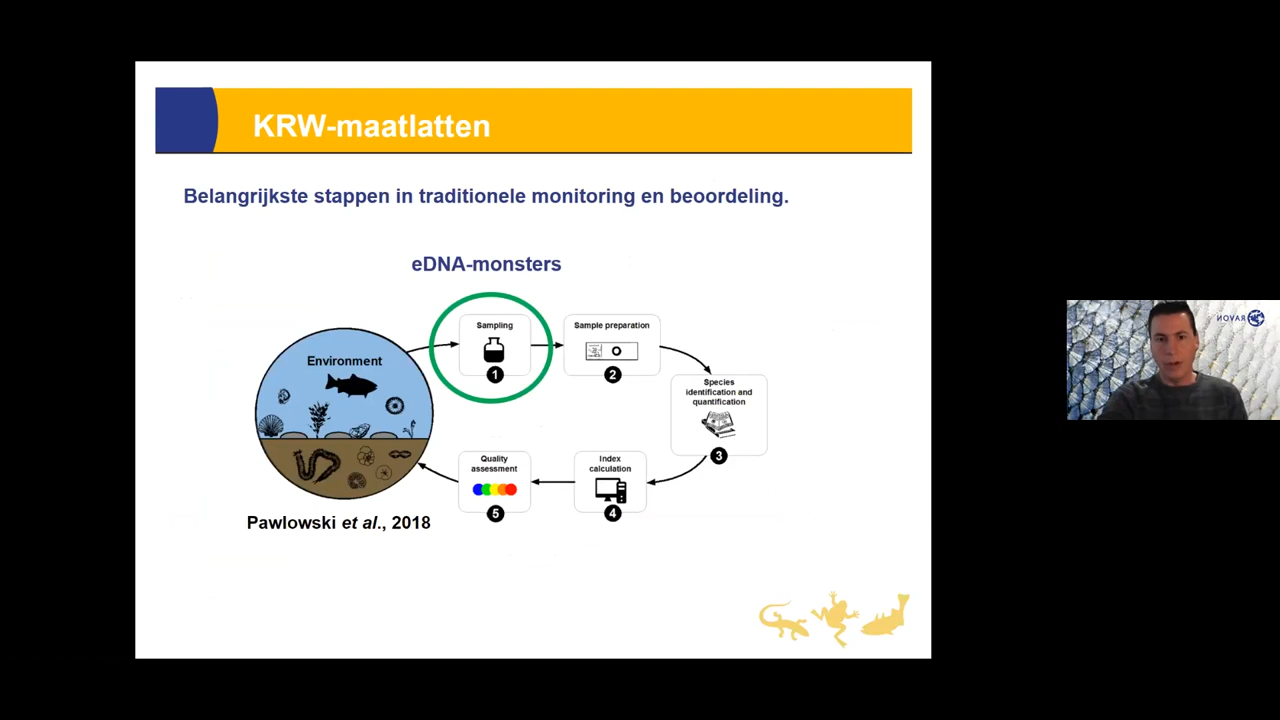 KRW-maatlatten
Belangrijkste stappen in traditionele monitoring en beoordeling.
eDNA-monsters
Environment
Sampling
1
Sample preparation
2
Species
identification and
quantification
3
Index
calculation
4
Quality
assessment
5
Pawlowski et al., 2018
RAVON